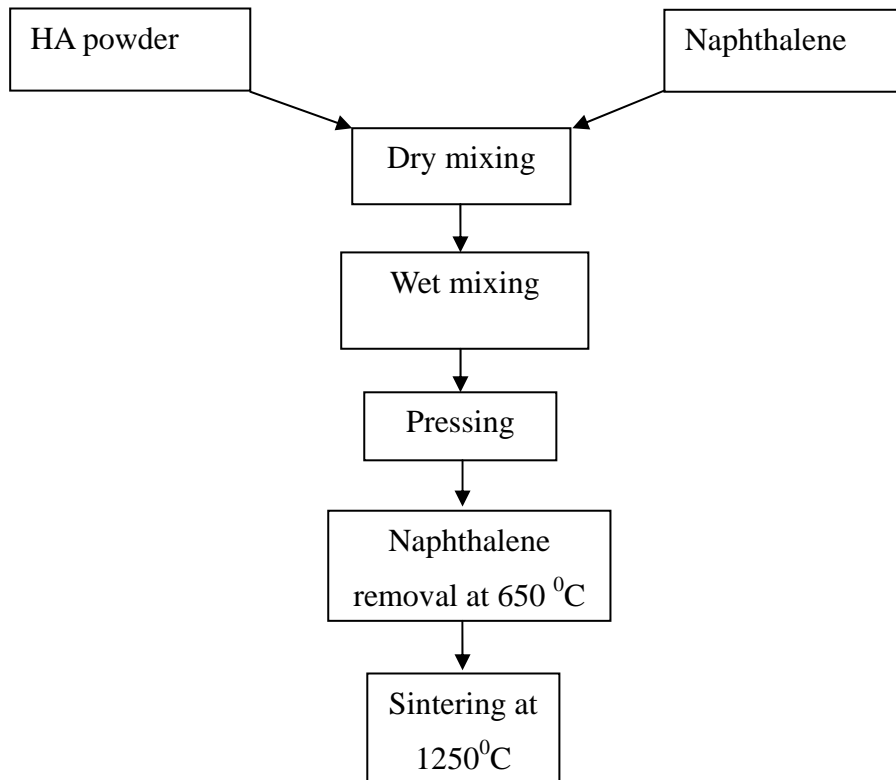 HA powder
Naphthalene
Dry mixing
Wet mixing
Pressing
Naphthalene
removal at 650 ⁰C
Sintering at
1250⁰C